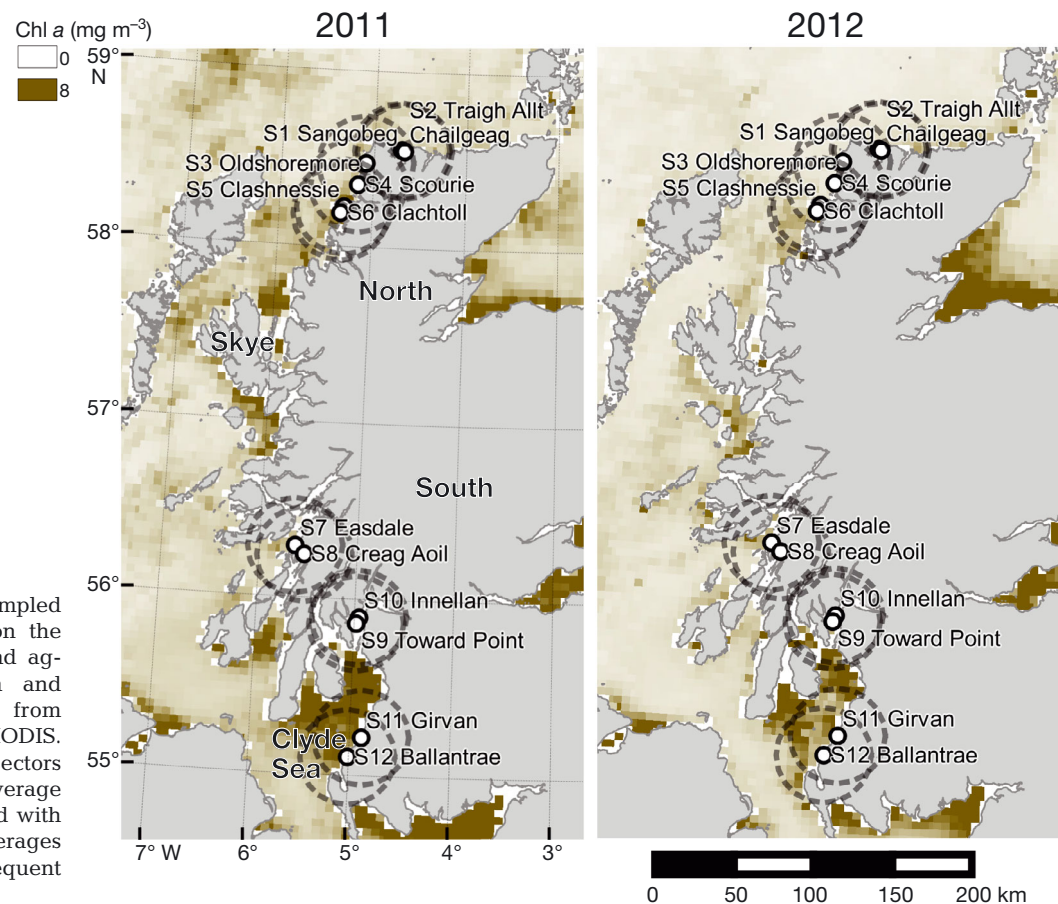 2011
2012
Chl a (mg m–3)
0
8
59°
N
58°
57°
56°
55°
7° W
6°
5°
4°
3°
S2 Traigh Allt
Chailgeag
S1 Sangobeg
S3 Oldshoremore
S4 Scourie
S5 Clashnessie
S6 Clachtoll
North
Skye
South
S7 Easdale
S8 Creag Aoil
S10 Innellan
S9 Toward Point
S11 Girvan
Clyde
Sea
S12 Ballantrae
S2 Traigh Allt
Chailgeag
S1 Sangobeg
S3 Oldshoremore
S4 Scourie
S5 Clashnessie
S6 Clachtoll
S7 Easdale
S8 Creag Aoil
S10 Innellan
S9 Toward Point
S11 Girvan
S12 Ballantrae
0 50 100 150 200 km
mpled
on the
nd ag-
n and
from
IODIS.
ectors
verage
d with
erages
equent